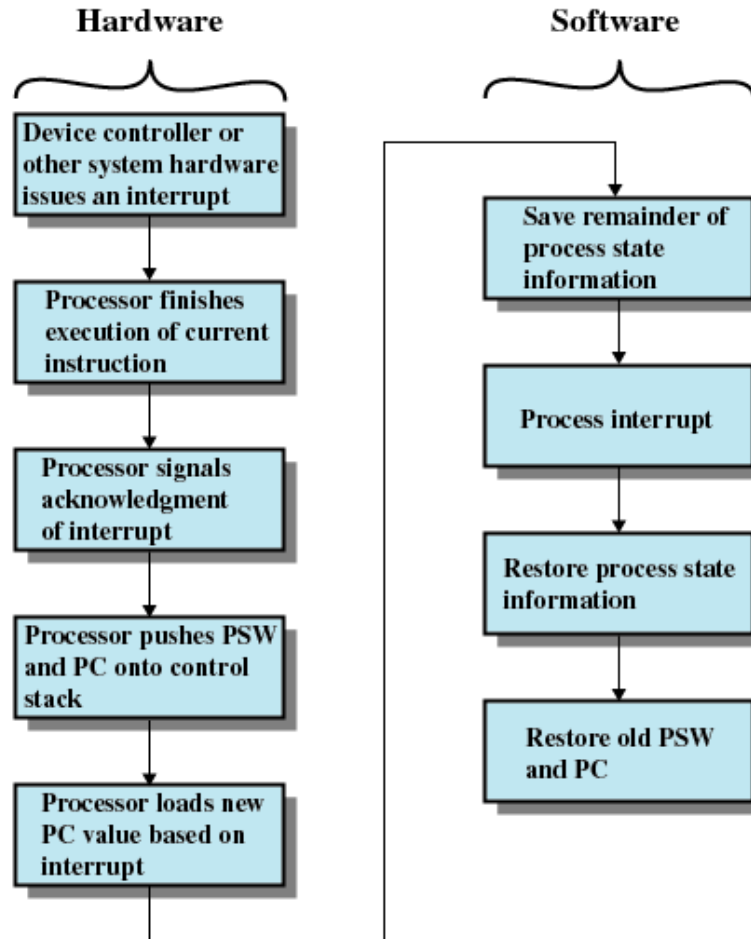 Hardware
Device controller or
other system hardware
issues an interrupt
Processor finishes
execution of current
instruction
Processor signals
acknowledgment
of interrupt
Processor pushes PSW
and PC onto control
stack
Processor loads new
PC value based on
interrupt
Software
Save remainder of
process state
information
Process interrupt
Restore process state
information
Restore old PSW
and PC